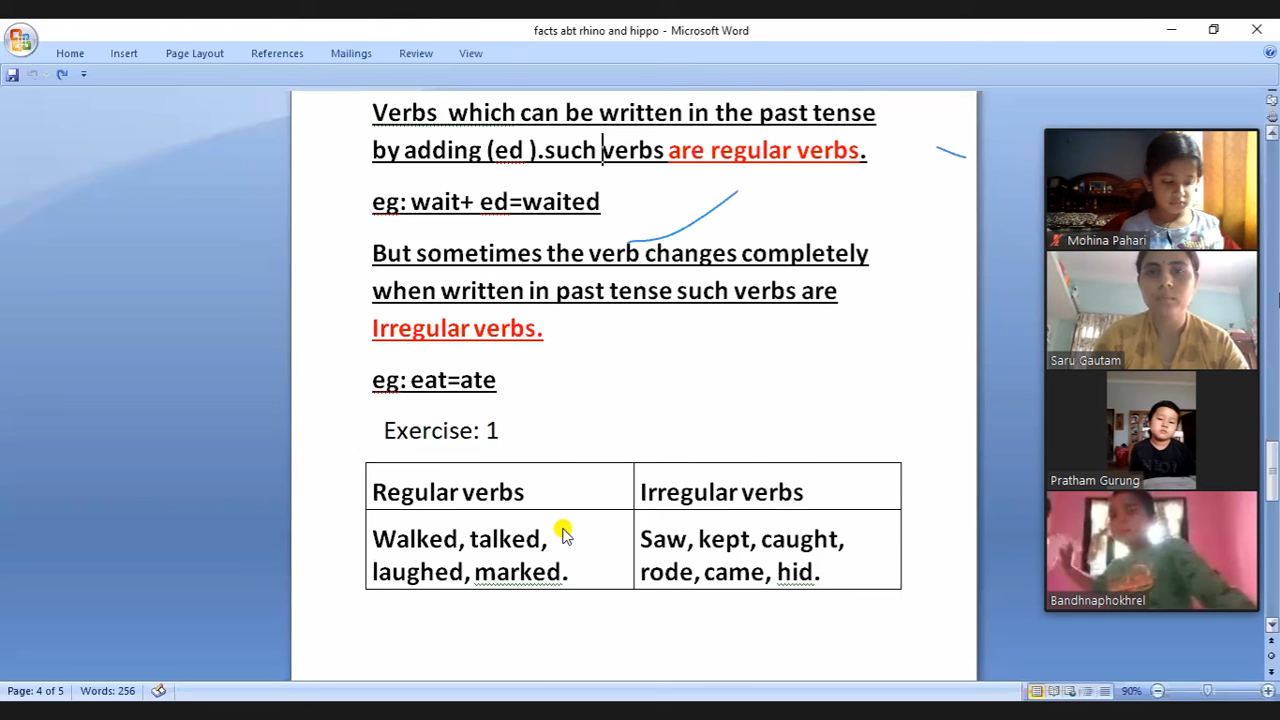 facts abt rhino and hippo - Microsoft Word
Home Insert Page Layout References Mailings Review View
Verbs which can be written in the past tense
by adding (ed ).such verbs are regular verbs.
eg: wait+ ed=waited
But sometimes the verb changes completely
when written in past tense such verbs are
Irregular verbs.
eg: eat=ate
Exercise: 1
Regular verbs Irregular verbs
Walked, talked, Saw, kept, caught,
laughed, marked. rode, came, hid.
Mohina Pahari
Saru Gautam
Pratham Gurung
Bandhnaphokhrel
Page: 4 of 5 Words: 256 90%